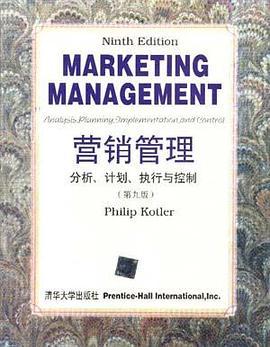 Ninth Edition
MARKETING
MANAGEMENT
Analysis, Planning, Implementation, and Control
营销管理
分析、计划、执行与控制
(第九版)
Philip Kotler
清华大学出版社 Prentice-Hall International,Inc.